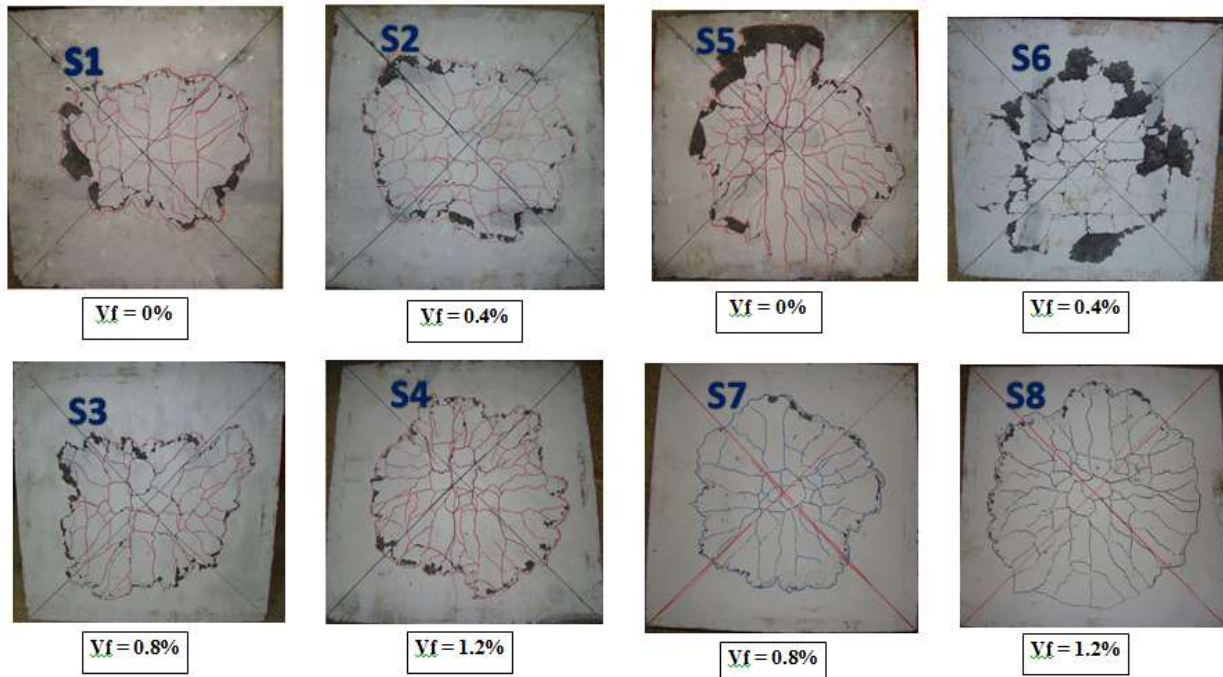 S1
S2
S5
S6
Vf = 0%
Vf = 0.4%
Vf = 0%
Vf = 0.4%
S3
S4
S7
S8
Vf = 0.8%
Vf = 1.2%
Vf = 0.8%
Vf = 1.2%